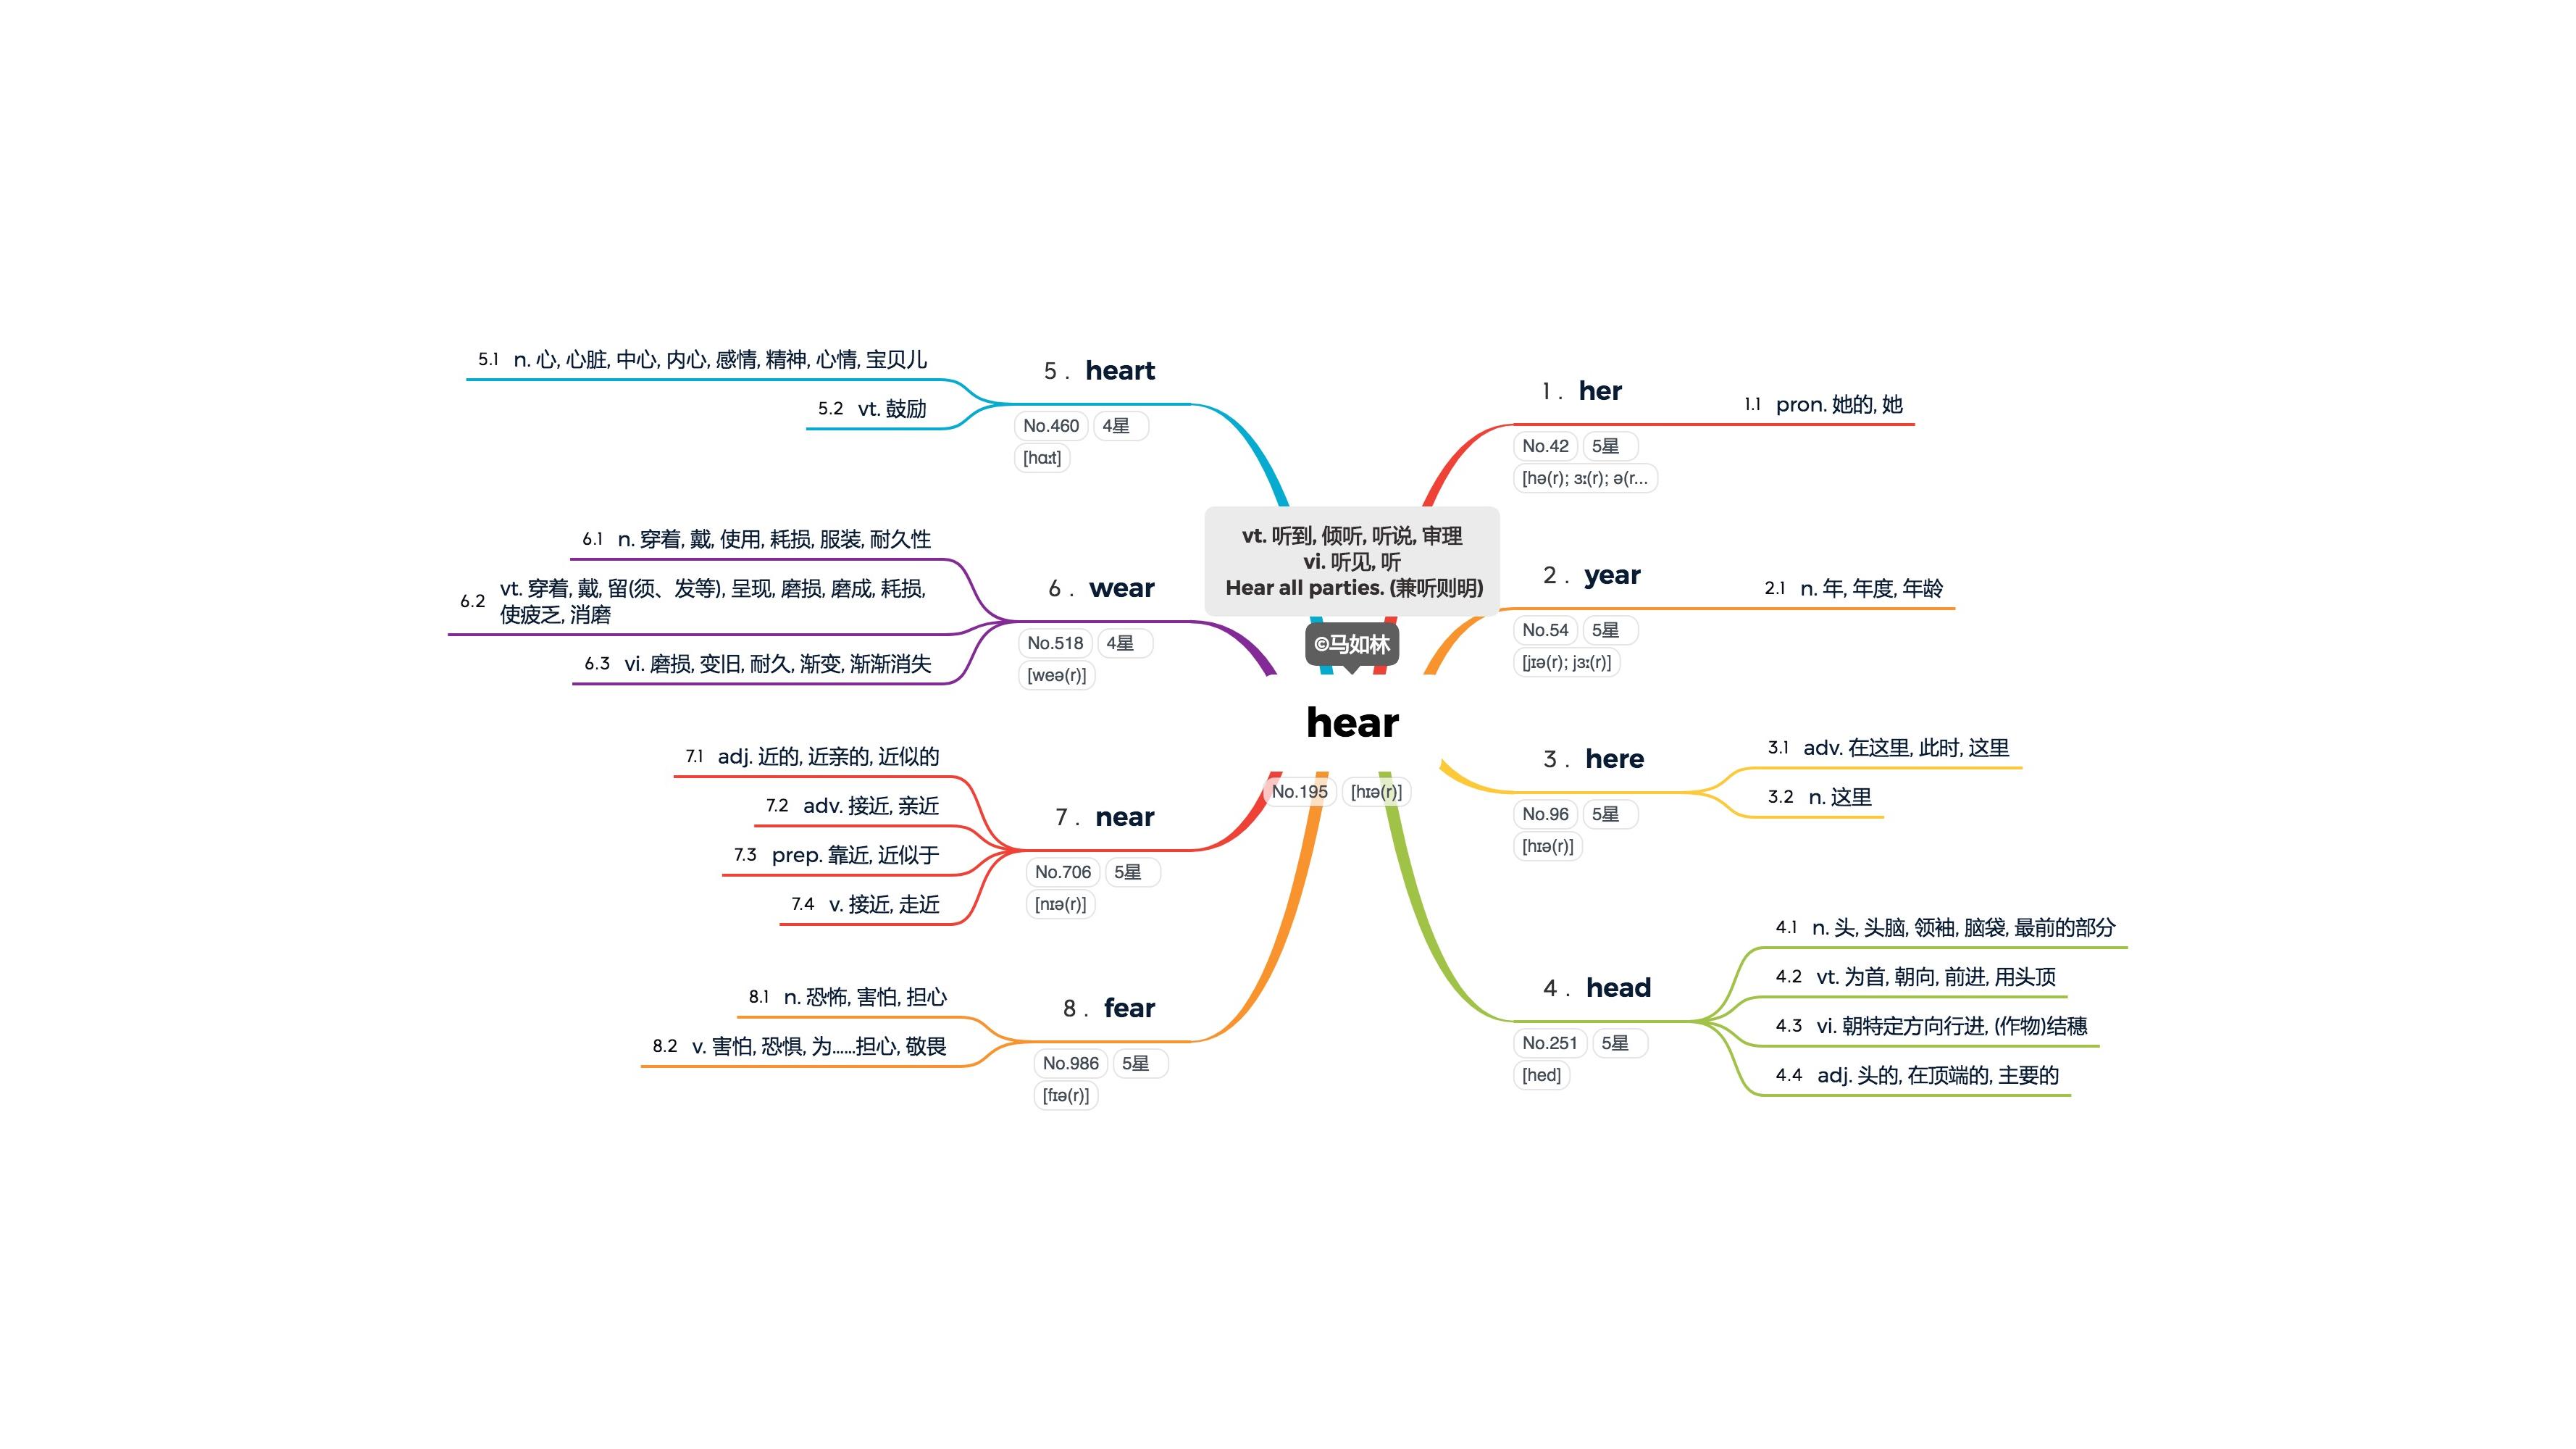 vt. 听到, 倾听, 听说, 审理
vi. 听见, 听
Hear all parties. (兼听则明)
©马如林
hear
No.195 [hɪə(r)]
1 . her
No.42 5星
[hə(r); ɜː(r); ə(r...
1.1 pron. 她的, 她
2 . year
No.54 5星
[jɪə(r); jɜː(r)]
2.1 n. 年, 年度, 年龄
3 . here
No.96 5星
[hɪə(r)]
3.1 adv. 在这里, 此时, 这里
3.2 n. 这里
4 . head
No.251 5星
[hed]
4.1 n. 头, 头脑, 领袖, 脑袋, 最前的部分
4.2 vt. 为首, 朝向, 前进, 用头顶
4.3 vi. 朝特定方向行进, (作物)结穗
4.4 adj. 头的, 在顶端的, 主要的
5 . heart
No.460 4星
[hɑːt]
5.1 n. 心, 心脏, 中心, 内心, 感情, 精神, 心情, 宝贝儿
5.2 vt. 鼓励
6 . wear
No.518 4星
[weə(r)]
6.1 n. 穿着, 戴, 使用, 耗损, 服装, 耐久性
6.2 vt. 穿着, 戴, 留(须、发等), 呈现, 磨损, 磨成, 耗损,
使疲乏, 消磨
6.3 vi. 磨损, 变旧, 耐久, 渐变, 渐渐消失
7 . near
No.706 5星
[nɪə(r)]
7.1 adj. 近的, 近亲的, 近似的
7.2 adv. 接近, 亲近
7.3 prep. 靠近, 近似于
7.4 v. 接近, 走近
8 . fear
No.986 5星
[fɪə(r)]
8.1 n. 恐怖, 害怕, 担心
8.2 v. 害怕, 恐惧, 为......担心, 敬畏